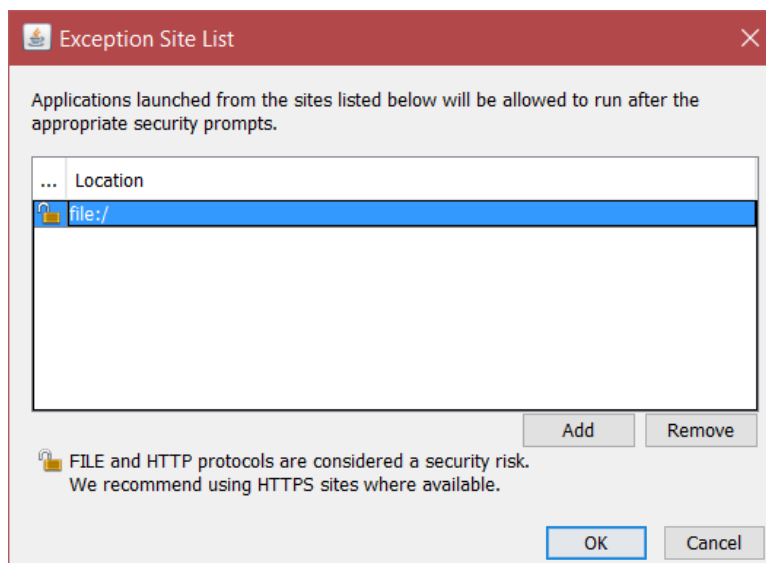 Exception Site List
Applications launched from the sites listed below will be allowed to run after the
appropriate security prompts.
... Location
file:/
Add Remove
FILE and HTTP protocols are considered a security risk.
We recommend using HTTPS sites where available.
OK Cancel